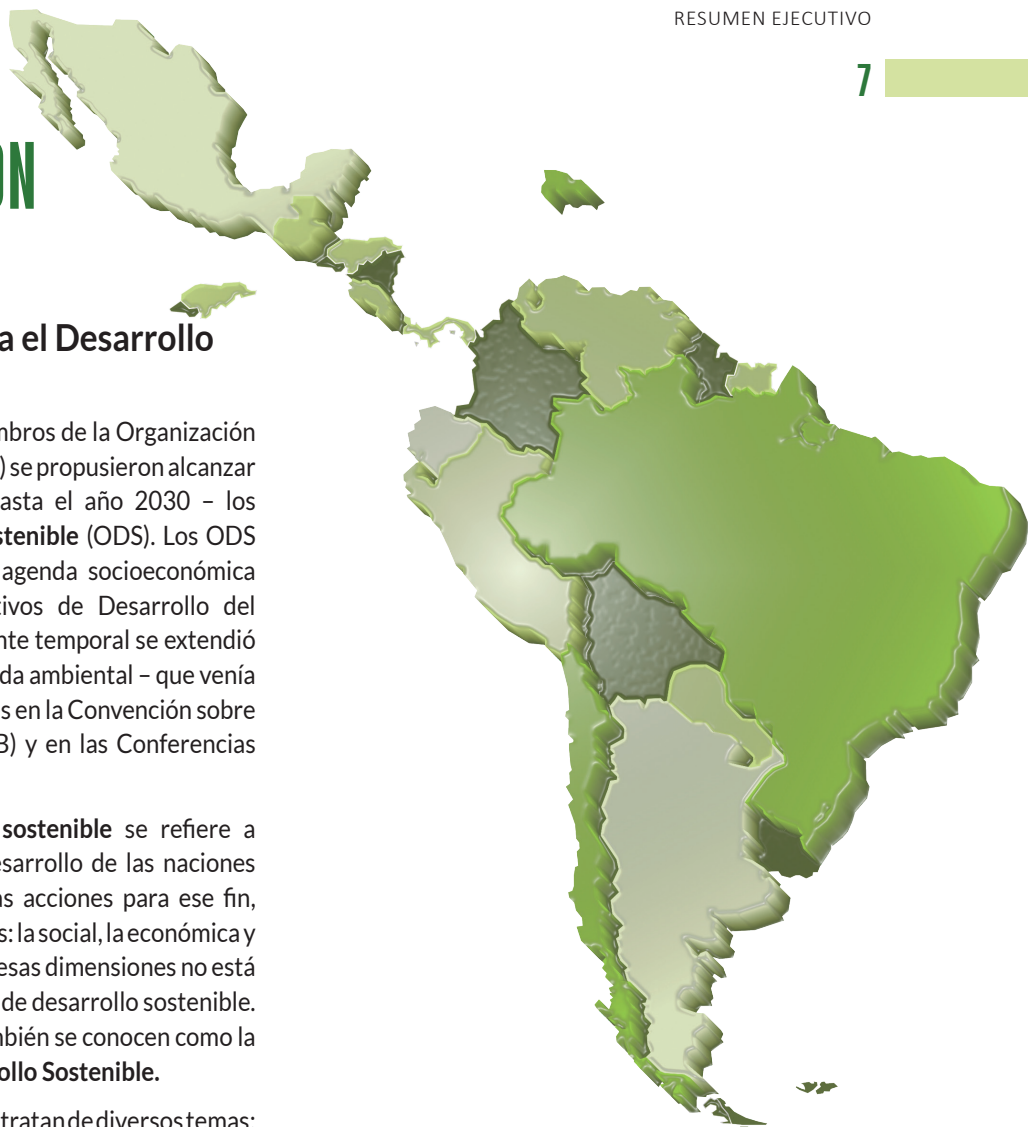 RESUMEN EJECUTIVO
7
ON
a el Desarrollo
mbros de la Organización
) se propusieron alcanzar
asta el año 2030 – los
stenible (ODS). Los ODS
agenda socioeconómica
tivos de Desarrollo del
nte temporal se extendió
da ambiental – que venía
s en la Convención sobre
B) y en las Conferencias
sostenible se refiere a
esarrollo de las naciones
as acciones para ese fin,
s: la social, la económica y
esas dimensiones no está
de desarrollo sostenible.
mbién se conocen como la
ollo Sostenible.
tratan de diversos temas: